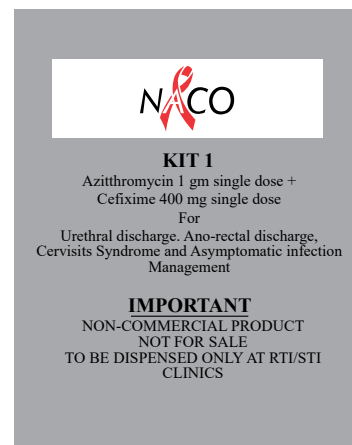 NACO
KIT 1
Azitthromycin 1 gm single dose +
Cefixime 400 mg single dose
For
Urethral discharge. Ano-rectal discharge,
Cervisits Syndrome and Asymptomatic infection
Management
IMPORTANT
NON-COMMERCIAL PRODUCT
NOT FOR SALE
TO BE DISPENSED ONLY AT RTI/STI
CLINICS